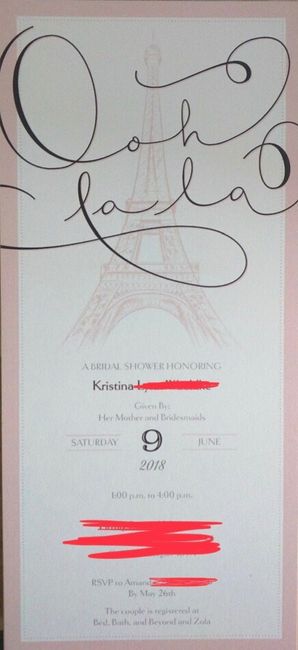 Ooh
la la
A BRIDAL SHOWER HONORING
Kristina
Given By:
Her Mother and Bridesmaids
SATURDAY 9 JUNE
2018
1:00 p.m. to 4:00 p.m.
RSVP to Aman
By May 26th
The couple is registered at
Bed, Bath, and Beyond and Zola